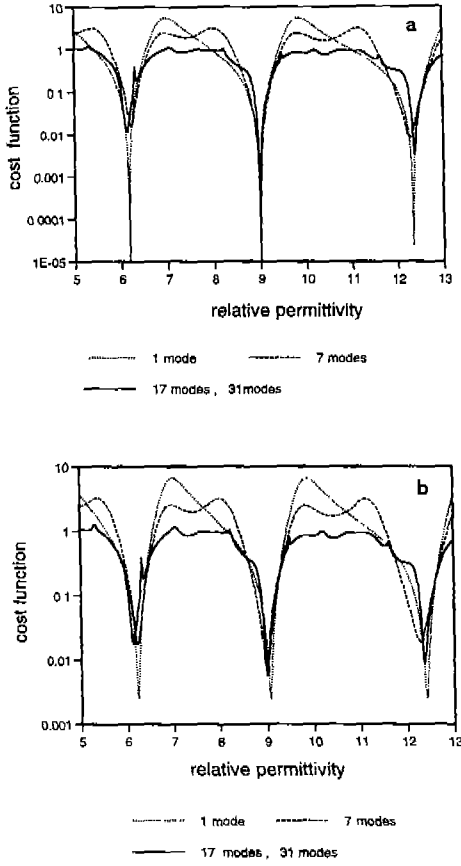 a
10
1
0.1
0.01
0.001
0.0001
1E-05
cost function
5 6 7 8 9 10 11 12 13
relative permittivity
1 mode 7 modes
17 modes , 31modes
b
10
1
0 1
0.01
0.001
cost function
5 6 7 8 9 10 11 12 13
relative permittivity
1 mode 7 modes
17 modes , 31 modes